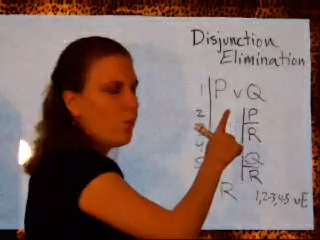 Disjunction
Elimination
1 P v Q
2 P
R
Q
R
R 1,2-3,4-5 vE